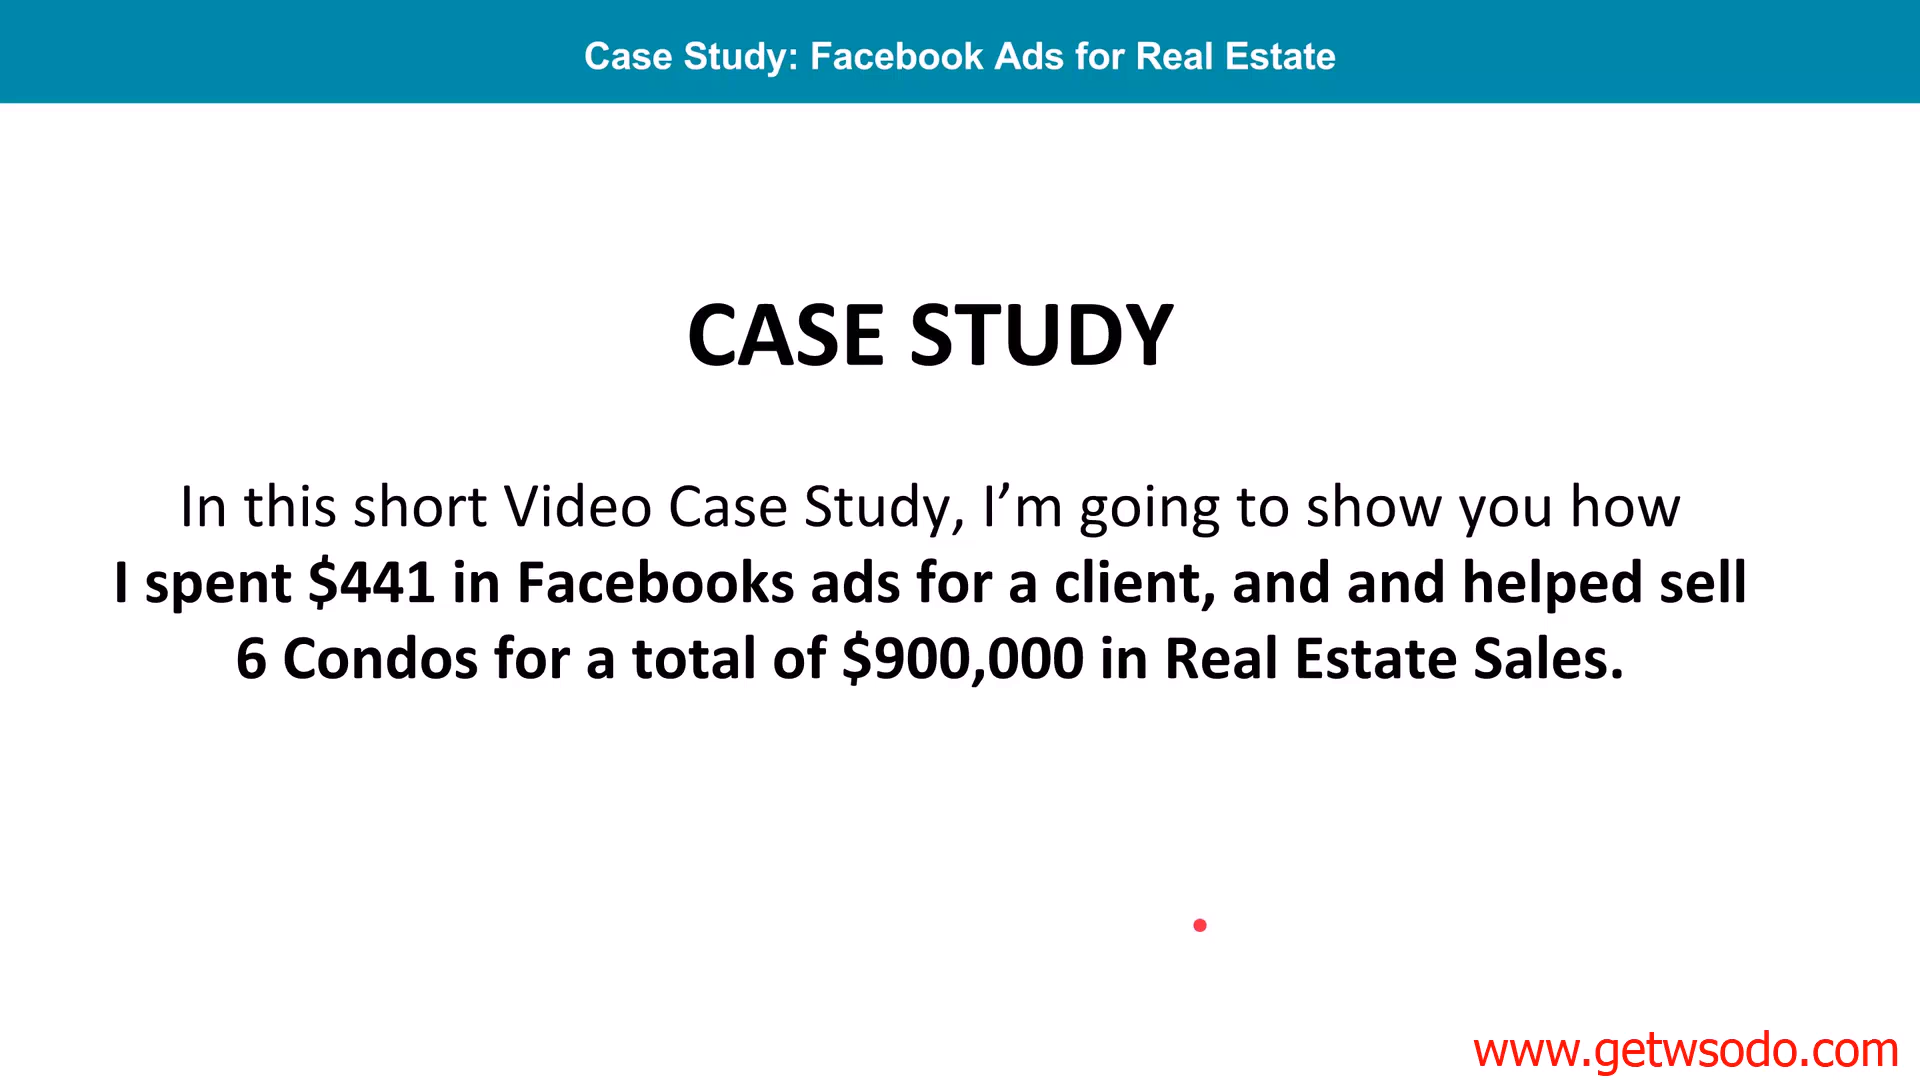 Case Study: Facebook Ads for Real Estate
CASE STUDY
In this short Video Case Study, I’m going to show you how
I spent $441 in Facebooks ads for a client, and and helped sell
6 Condos for a total of $900,000 in Real Estate Sales.
www.getwsodo.com